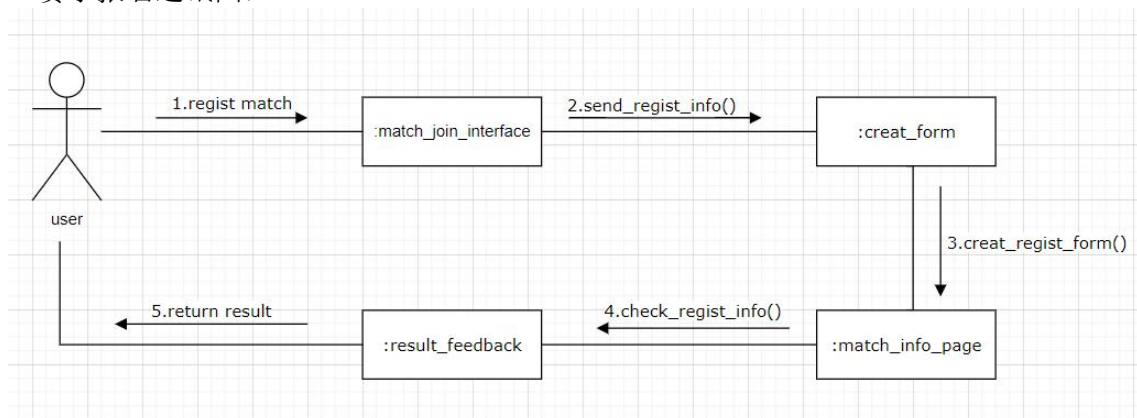 1.regist match
2.send_regist_info()
:match_join_interface
:creat_form
user
3.creat_regist_form()
5.return result
4.check_regist_info()
:result_feedback
:match_info_page